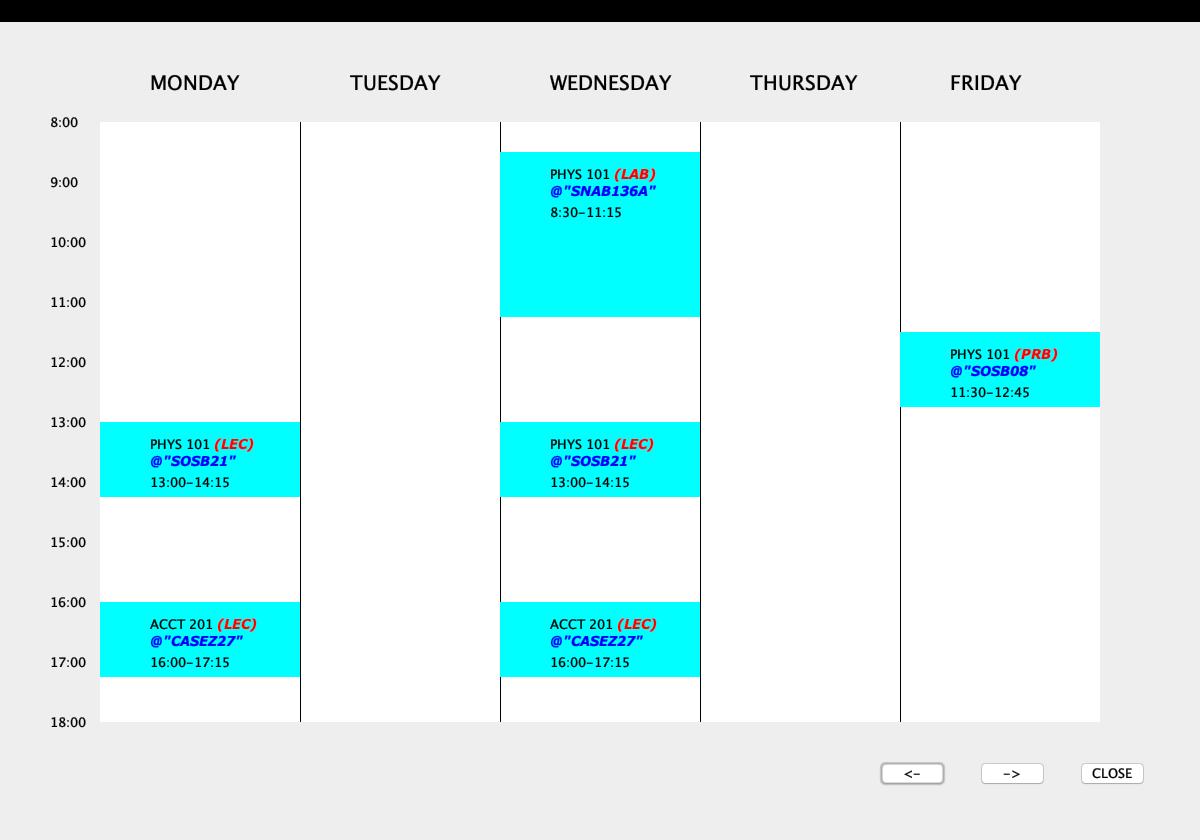 MONDAY TUESDAY WEDNESDAY THURSDAY FRIDAY
8:00
PHYS 101 (LAB)
@"SNAB136A"
8:30-11:15
9:00
10:00
11:00
PHYS 101 (PRB)
@"SOSB08"
11:30-12:45
12:00
13:00
PHYS 101 (LEC)
@"SOSB21"
13:00-14:15
PHYS 101 (LEC)
@"SOSB21"
13:00-14:15
14:00
15:00
16:00
ACCT 201 (LEC)
@"CASEZ27"
16:00-17:15
ACCT 201 (LEC)
@"CASEZ27"
16:00-17:15
17:00
18:00
<- -> CLOSE